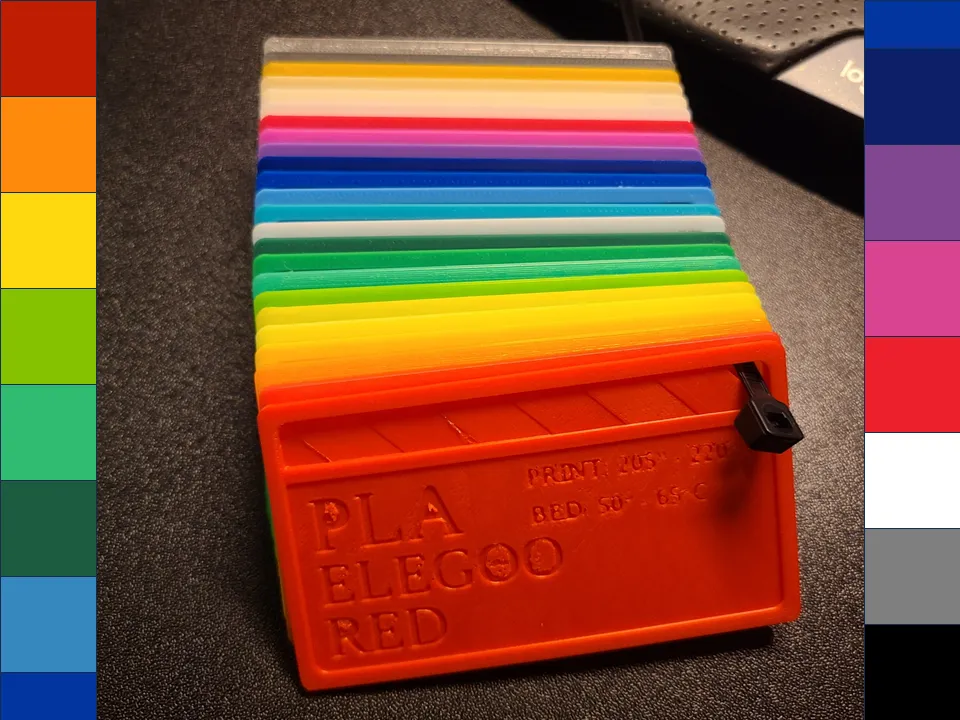 PLA
ELEGOO
RED
PRINT: 205° - 220°
BED: 50° - 65° C